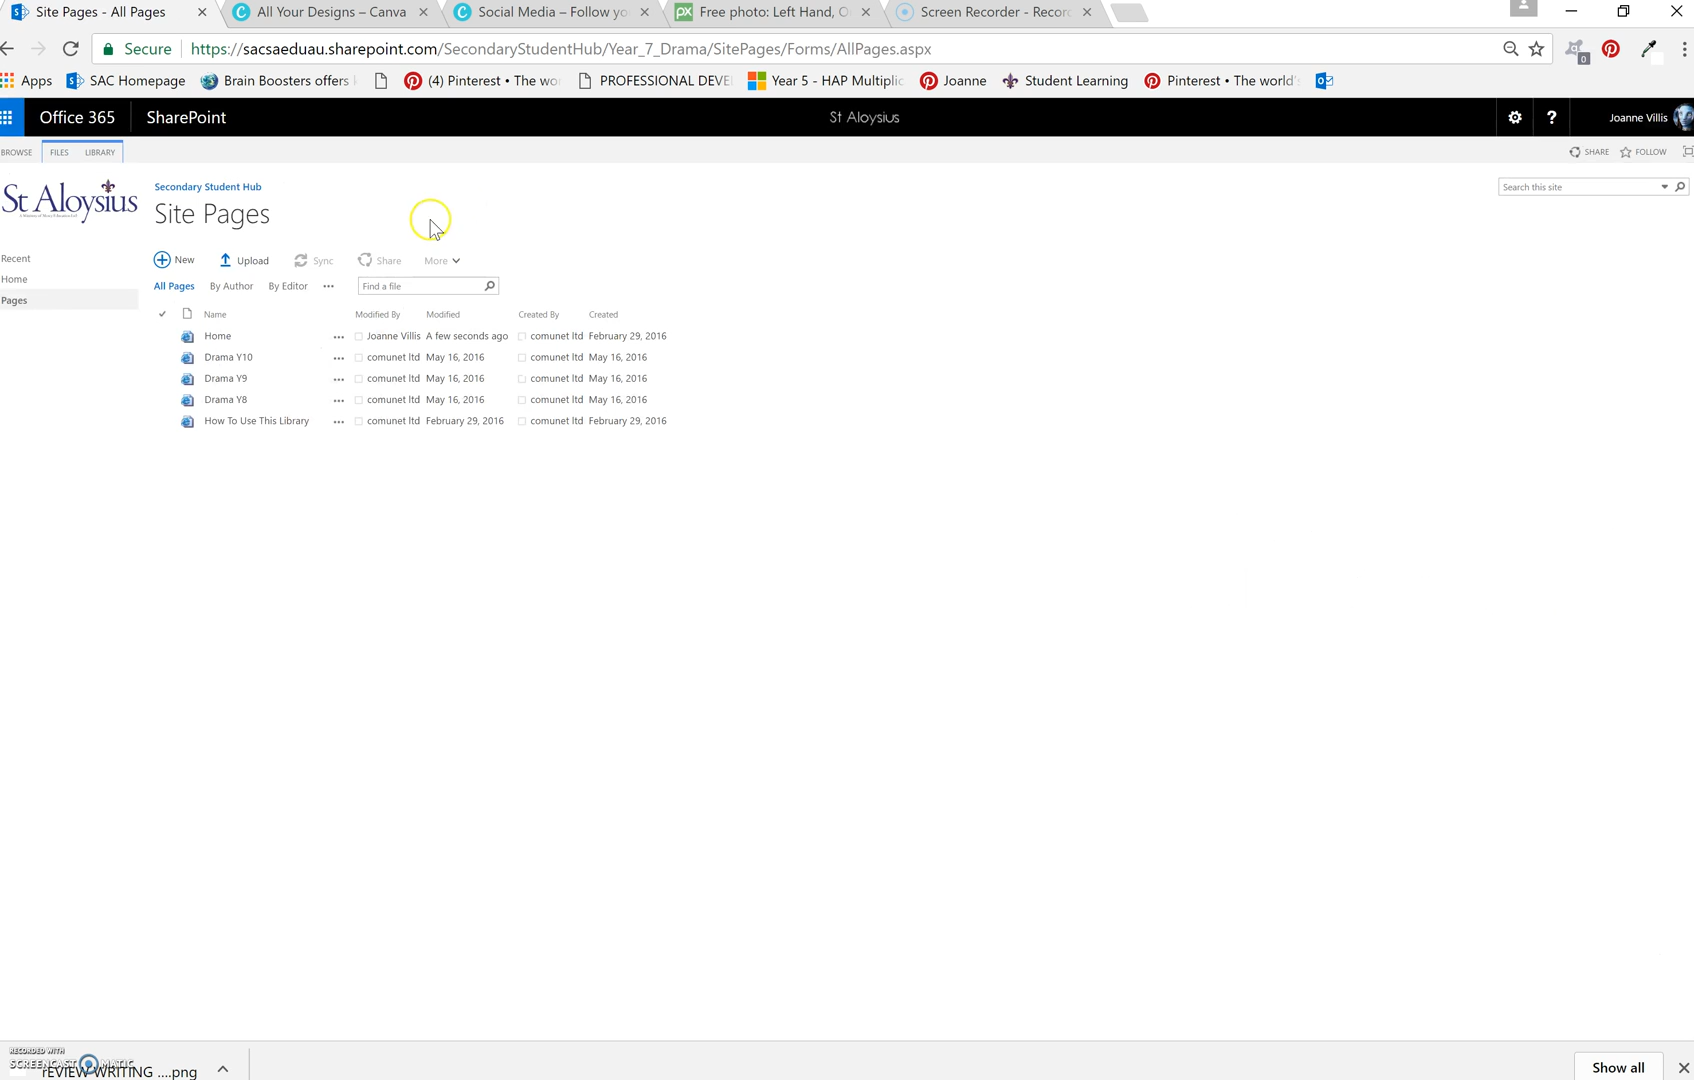 Site Pages - All Pages
All Your Designs – Canva
Social Media – Follow yo
Free photo: Left Hand, O
Screen Recorder - Record
Secure https://sacsaeduau.sharepoint.com/SecondaryStudentHub/Year_7_Drama/SitePages/Forms/AllPages.aspx 0
Apps SAC Homepage Brain Boosters offers (4) Pinterest • The wo PROFESSIONAL DEVE Year 5 - HAP Multiplic Joanne Student Learning Pinterest • The world's
Office 365 SharePoint St Aloysius ? Joanne Villis
BROWSE FILES LIBRARY SHARE FOLLOW
St Aloysius
Secondary Student Hub
Search this site
Site Pages
Recent
Home
Pages
New Upload Sync Share More
All Pages By Author By Editor ••• Find a file
Name Modified By Modified Created By Created
Home ••• Joanne Villis A few seconds ago comunet ltd February 29, 2016
Drama Y10 ••• comunet ltd May 16, 2016 comunet ltd May 16, 2016
Drama Y9 ••• comunet ltd May 16, 2016 comunet ltd May 16, 2016
Drama Y8 ••• comunet ltd May 16, 2016 comunet ltd May 16, 2016
How To Use This Library ••• comunet ltd February 29, 2016 comunet ltd February 29, 2016
RECORDED WITH
SCREENCAST MATIC
rEVIEW WRITING ....png
Show all